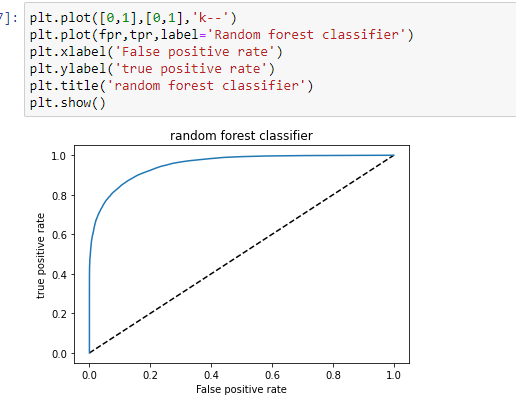 7]:
plt.plot([0,1],[0,1],'k--')
plt.plot(fpr,tpr,label='Random forest classifier')
plt.xlabel('False positive rate')
plt.ylabel('true positive rate')
plt.title('random forest classifier')
plt.show()
random forest classifier
1.0
0.8
0.6
0.4
0.2
0.0
true positive rate
0.0 0.2 0.4 0.6 0.8 1.0
False positive rate